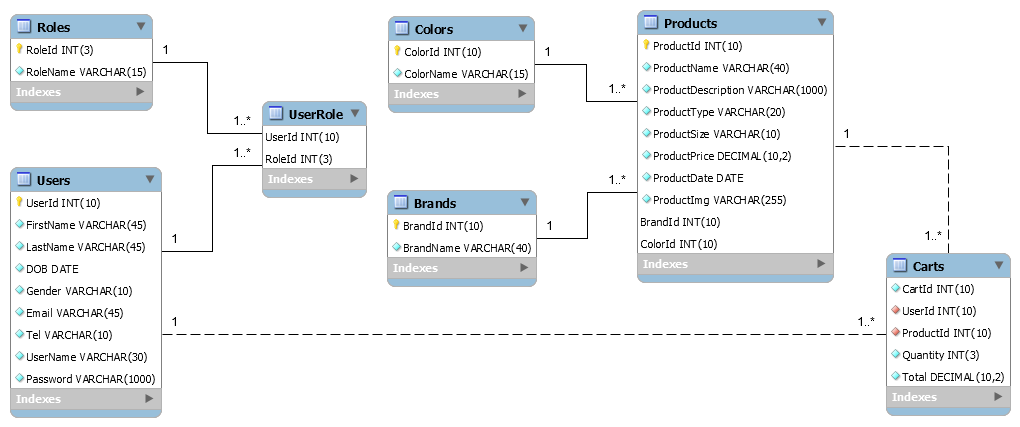 Roles
RoleId INT(3)
RoleName VARCHAR(15)
Indexes
1
1..*
Colors
ColorId INT(10)
ColorName VARCHAR(15)
Indexes
1
1..*
Products
ProductId INT(10)
ProductName VARCHAR(40)
ProductDescription VARCHAR(1000)
ProductType VARCHAR(20)
ProductSize VARCHAR(10)
ProductPrice DECIMAL(10,2)
ProductDate DATE
ProductImg VARCHAR(255)
BrandId INT(10)
ColorId INT(10)
Indexes
1
1..*
UserRole
UserId INT(10)
RoleId INT(3)
Indexes
1..*
1
Users
UserId INT(10)
FirstName VARCHAR(45)
LastName VARCHAR(45)
DOB DATE
Gender VARCHAR(10)
Email VARCHAR(45)
Tel VARCHAR(10)
UserName VARCHAR(30)
Password VARCHAR(1000)
Indexes
1
1..*
Brands
BrandId INT(10)
BrandName VARCHAR(40)
Indexes
1
1..*
Carts
CartId INT(10)
UserId INT(10)
ProductId INT(10)
Quantity INT(3)
Total DECIMAL(10,2)
Indexes